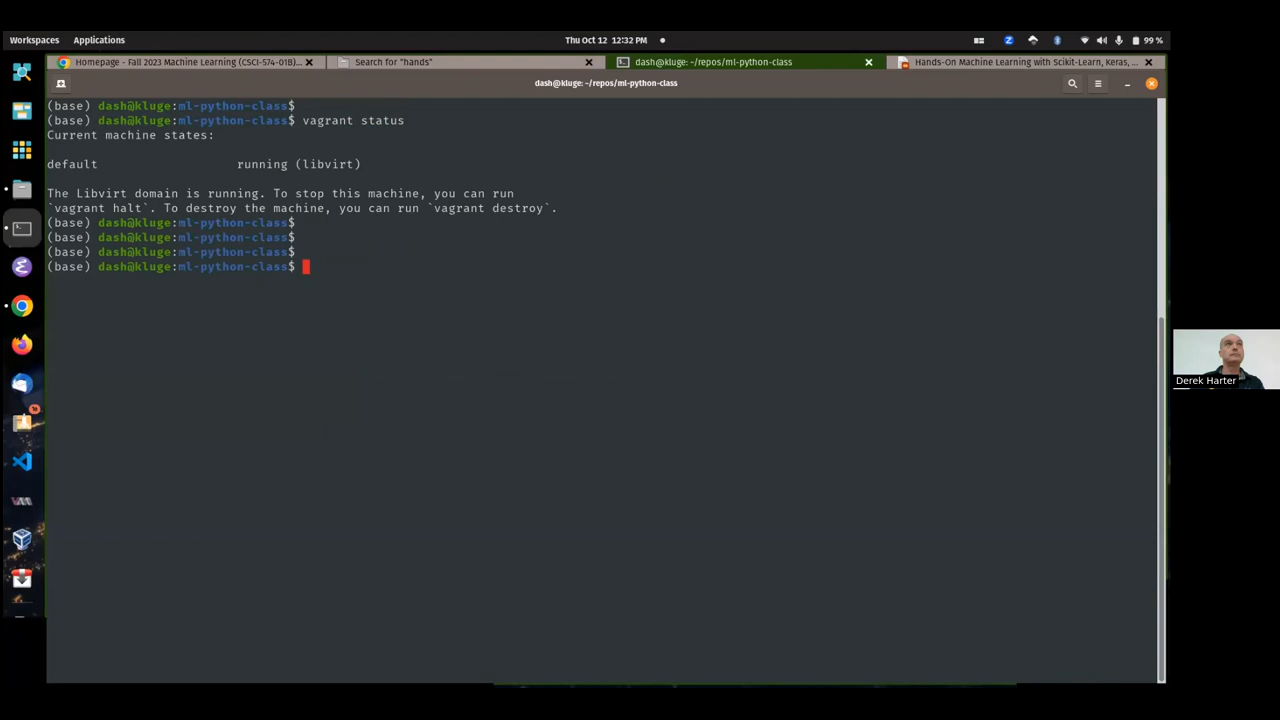 Workspaces Applications Thu Oct 12 12:32 PM 99 %
Homepage - Fall 2023 Machine Learning (CSCI-574-01B)... Search for "hands" dash@kluge: ~/repos/ml-python-class Hands-On Machine Learning with Scikit-Learn, Keras, ...
dash@kluge: ~/repos/ml-python-class
(base) dash@kluge:ml-python-class$
(base) dash@kluge:ml-python-class$ vagrant status
Current machine states:
default running (libvirt)
The Libvirt domain is running. To stop this machine, you can run
`vagrant halt`. To destroy the machine, you can run `vagrant destroy`.
(base) dash@kluge:ml-python-class$
(base) dash@kluge:ml-python-class$
(base) dash@kluge:ml-python-class$
(base) dash@kluge:ml-python-class$
Derek Harter